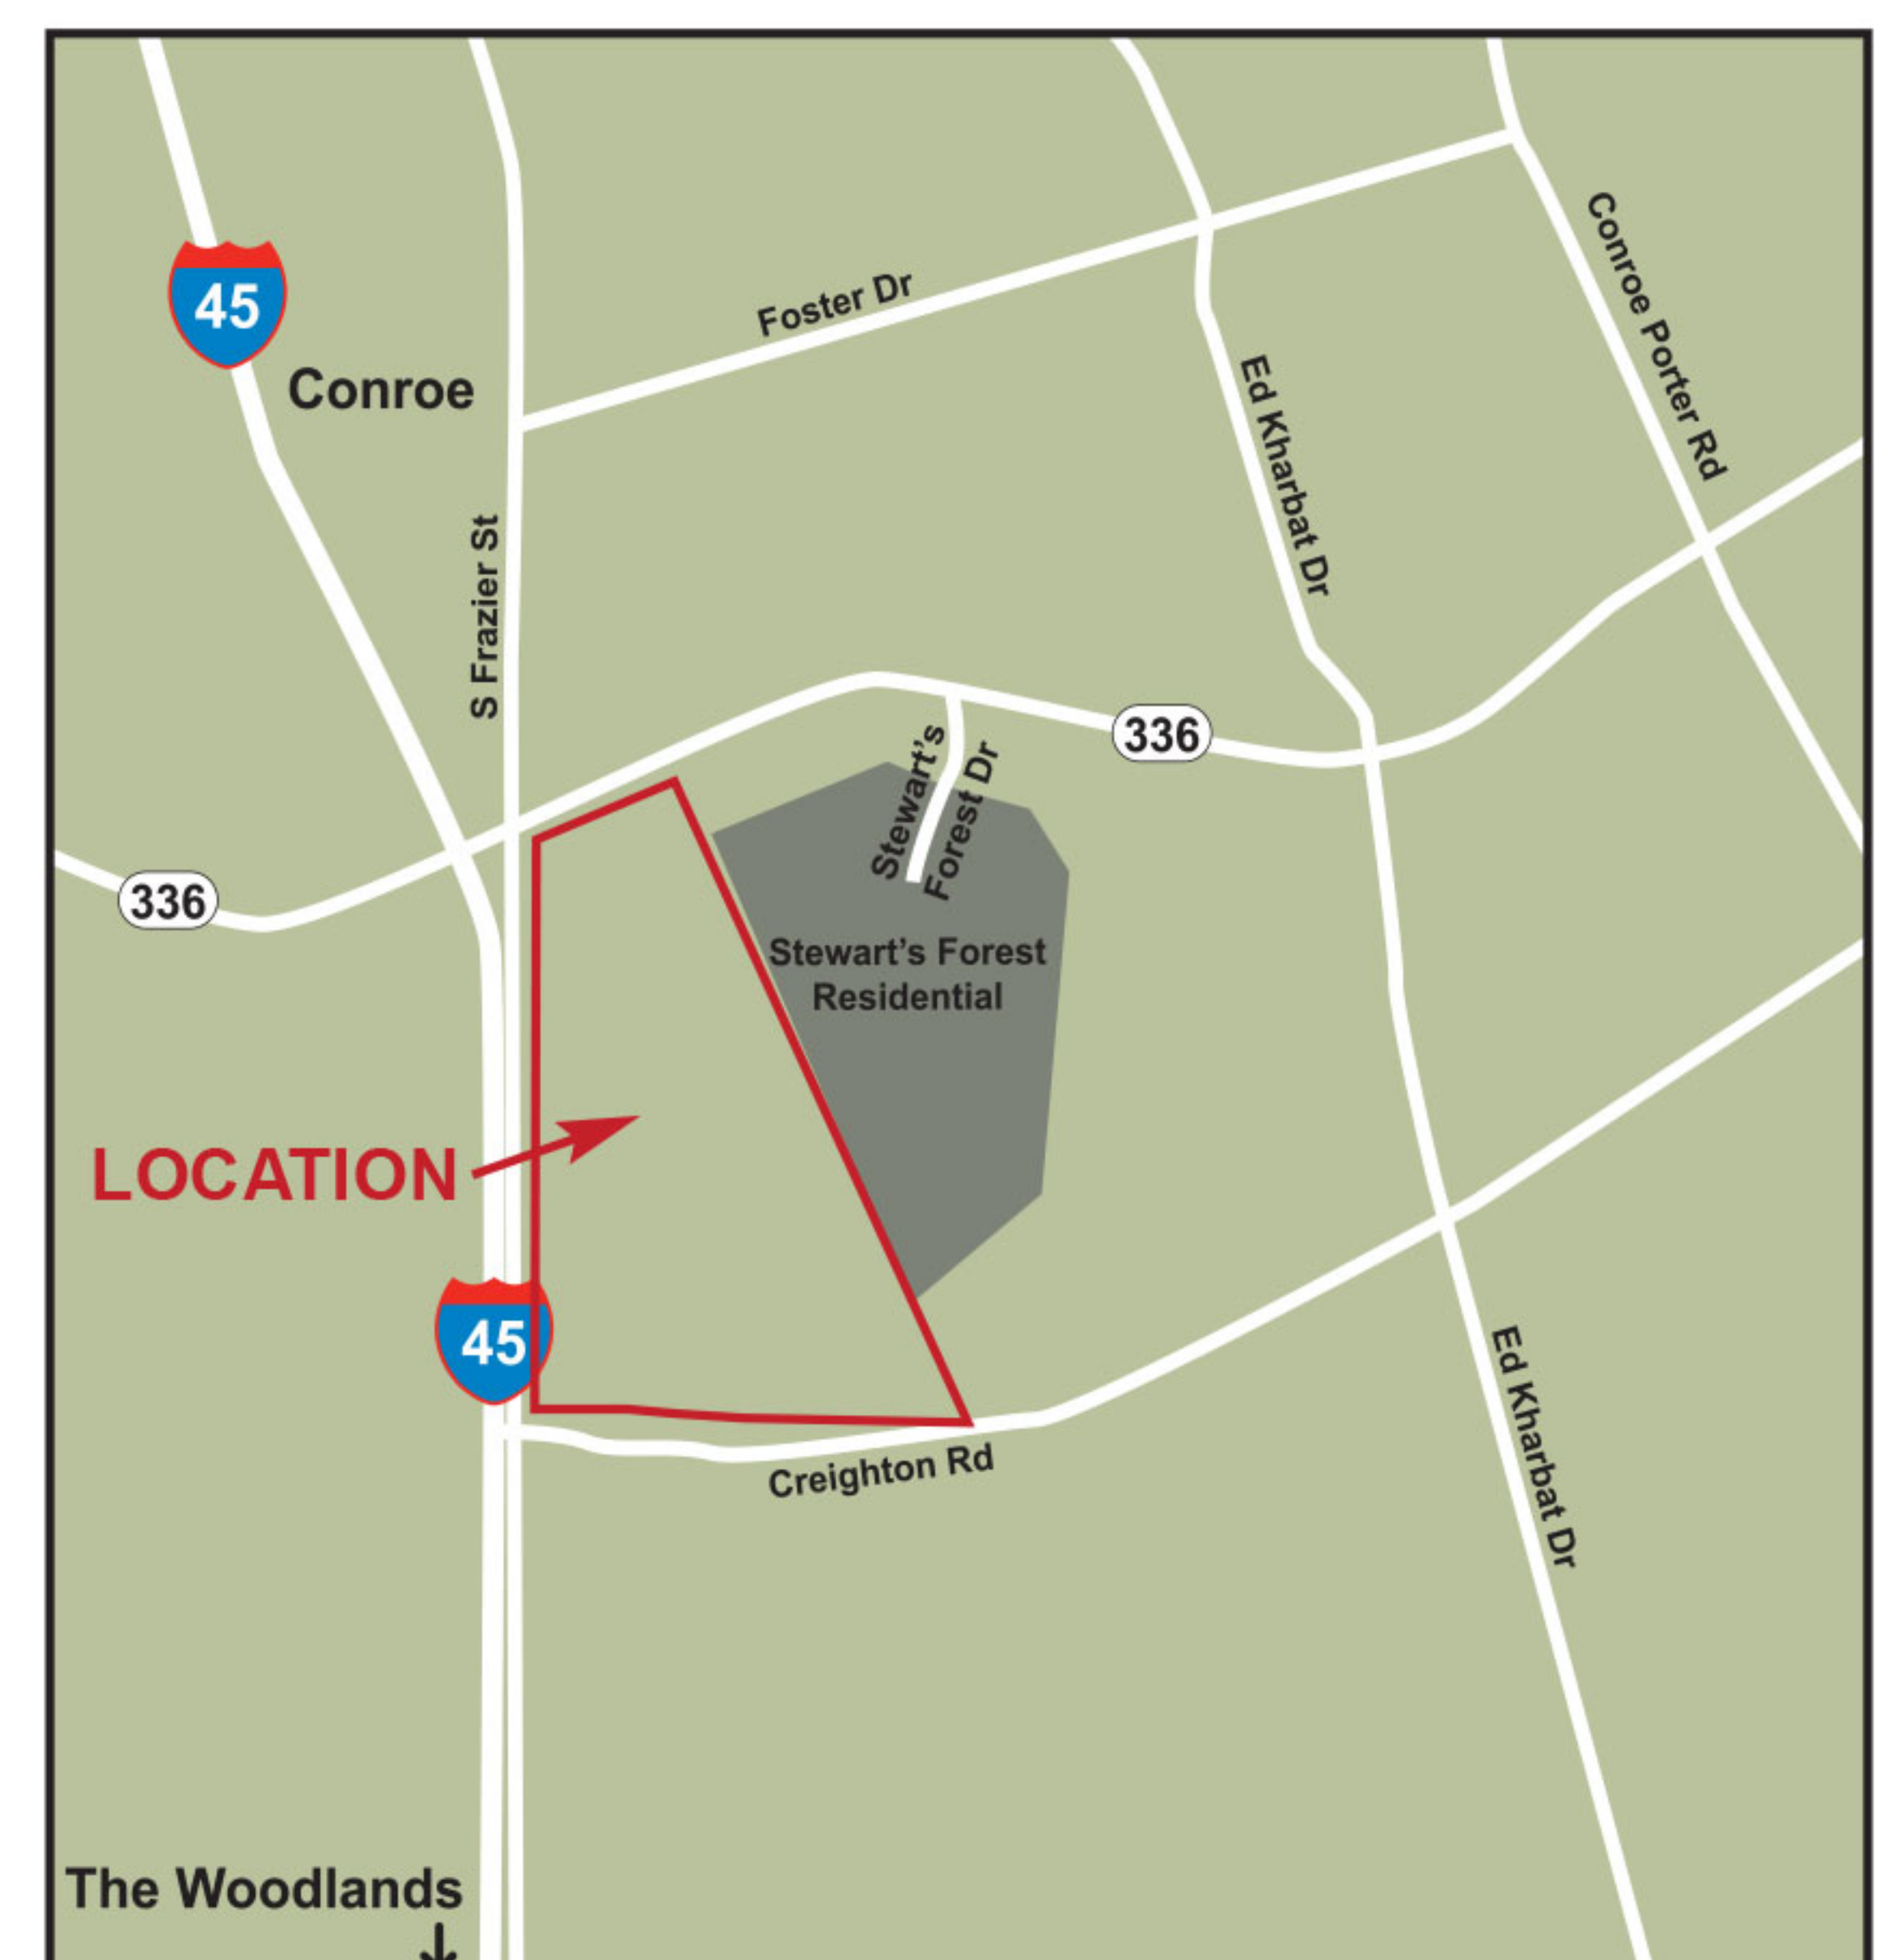 45
Conroe
Foster Dr
Conroe Porter Rd
Ed Kharbat Dr
S Frazier St
336
Stewart's
Forest Dr
336
Stewart's Forest
Residential
LOCATION
45
Creighton Rd
Ed Kharbat Dr
The Woodlands